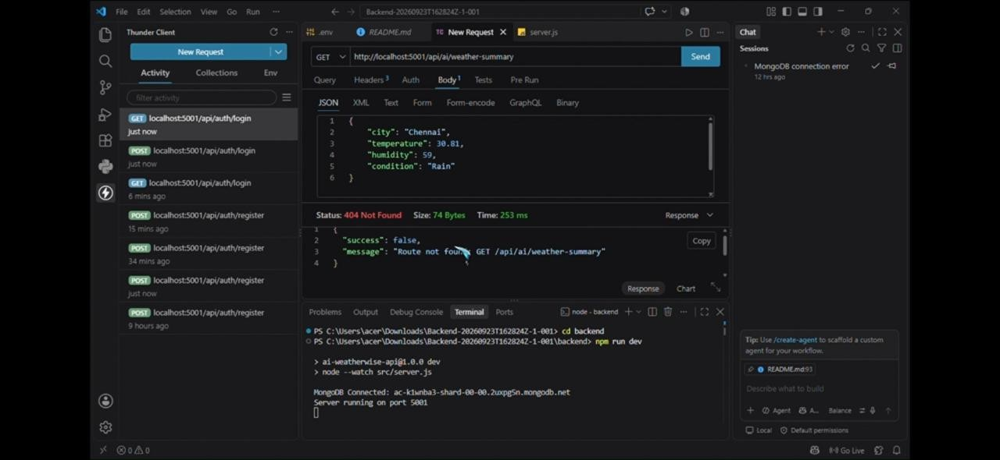 File Edit Selection View Go Run ...
Backend-20260923T162824Z-1-001
Thunder Client
New Request
Activity Collections Env
filter activity
GET localhost:5001/api/auth/login
just now
POST localhost:5001/api/auth/login
just now
GET localhost:5001/api/auth/login
6 mins ago
POST localhost:5001/api/auth/register
15 mins ago
POST localhost:5001/api/auth/register
34 mins ago
POST localhost:5001/api/auth/register
just now
POST localhost:5001/api/auth/register
9 hours ago
.env README.md TC New Request server.js
GET http://localhost:5001/api/ai/weather-summary Send
Query Headers 3 Auth Body 1 Tests Pre Run
JSON XML Text Form Form-encode GraphQL Binary
1 {
2 "city": "Chennai",
3 "temperature": 30.81,
4 "humidity": 59,
5 "condition": "Rain"
6 }
Status: 404 Not Found Size: 74 Bytes Time: 253 ms Response
1 {
2 "success": false,
3 "message": "Route not found: GET /api/ai/weather-summary"
4 }
Copy
Response Chart
Problems Output Debug Console Terminal Ports node - backend
PS C:\Users\acer\Downloads\Backend-20260923T162824Z-1-001> cd backend
PS C:\Users\acer\Downloads\Backend-20260923T162824Z-1-001\backend> npm run dev
> ai-weatherwise-api@1.0.0 dev
> node --watch src/server.js
MongoDB Connected: ac-k1wnba3-shard-00-00.2uxpg5n.mongodb.net
Server running on port 5001
Chat
Sessions
MongoDB connection error
12 hrs ago
Tip: Use /create-agent to scaffold a custom
agent for your workflow.
README.md:93
Describe what to build
Agent A... Balance
Local Default permissions
0 0
Go Live